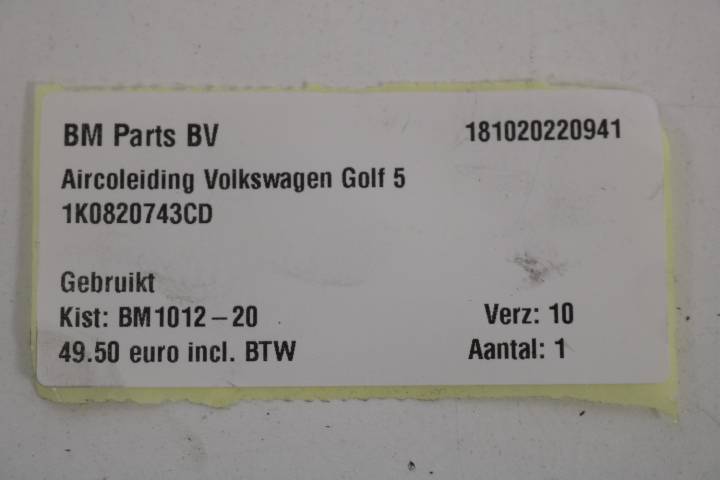 BM Parts BV 181020220941
Aircoleiding Volkswagen Golf 5
1K0820743CD
Gebruikt
Kist: BM1012-20 Verz: 10
49.50 euro incl. BTW Aantal: 1